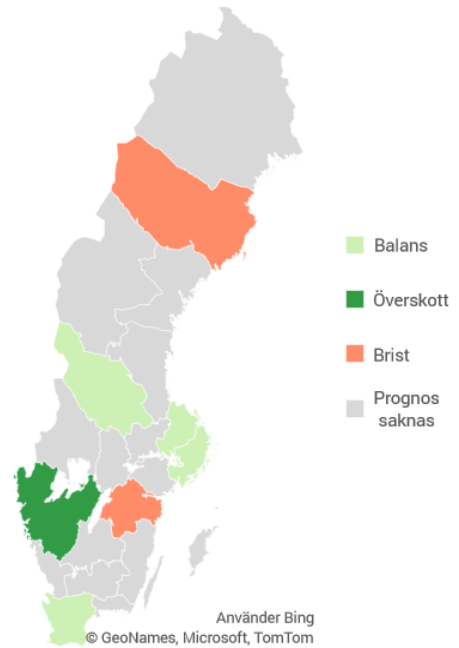 Balans
Överskott
Brist
Prognos
saknas
Använder Bing
© GeoNames, Microsoft, TomTom